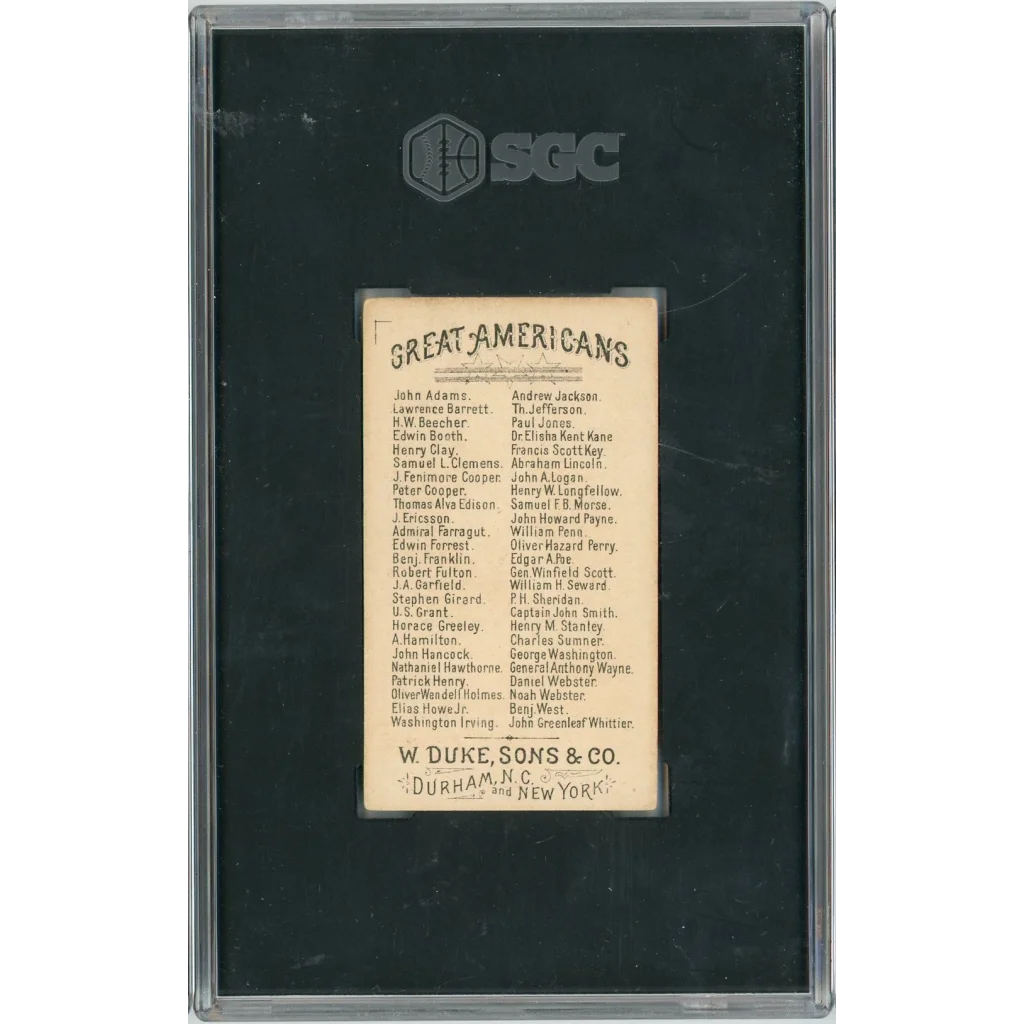 SGC
GREAT AMERICANS
John Adams. Andrew Jackson.
Lawrence Barrett. Th. Jefferson.
H.W. Beecher. Paul Jones.
Edwin Booth. Dr. Elisha Kent Kane
Henry Clay. Francis Scott Key.
Samuel L. Clemens. Abraham Lincoln.
J. Fenimore Cooper. John A. Logan.
Peter Cooper. Henry W. Longfellow.
Thomas Alva Edison. Samuel F.B. Morse.
J. Ericsson. John Howard Payne.
Admiral Farragut. William Penn.
Edwin Forrest. Oliver Hazard Perry.
Benj. Franklin. Edgar A. Poe.
Robert Fulton. Gen. Winfield Scott.
J.A. Garfield. William H. Seward.
Stephen Girard. P.H. Sheridan.
U.S. Grant. Captain John Smith.
Horace Greeley. Henry M. Stanley.
A. Hamilton. Charles Sumner.
John Hancock. George Washington.
Nathaniel Hawthorne. General Anthony Wayne.
Patrick Henry. Daniel Webster.
Oliver Wendell Holmes. Noah Webster.
Elias Howe Jr. Benj. West.
Washington Irving. John Greenleaf Whittier.
W. DUKE, SONS & CO.
DURHAM, N.C. and NEW YORK